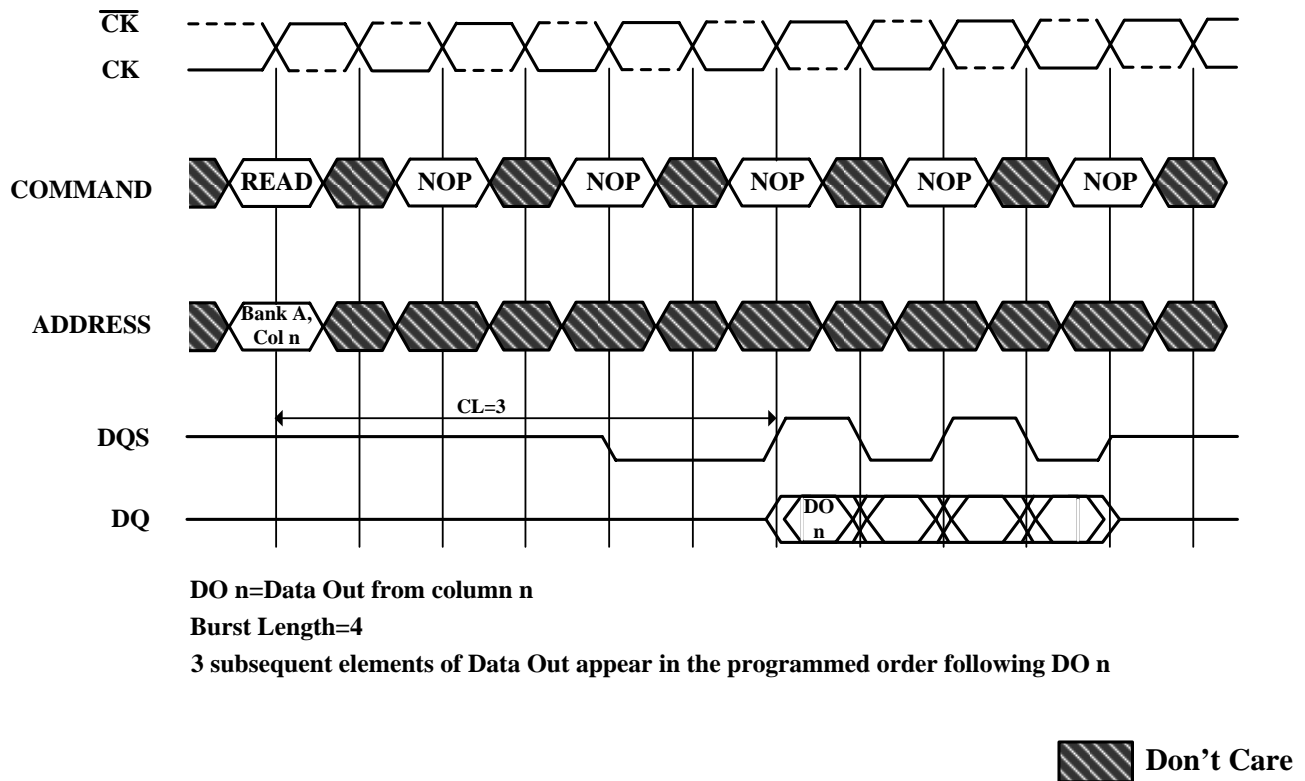 C̅K̅
CK
COMMAND
READ
NOP
NOP
NOP
NOP
NOP
ADDRESS
Bank A,
Col n
CL=3
DQS
DQ
DO
n
DO n=Data Out from column n
Burst Length=4
3 subsequent elements of Data Out appear in the programmed order following DO n
Don't Care